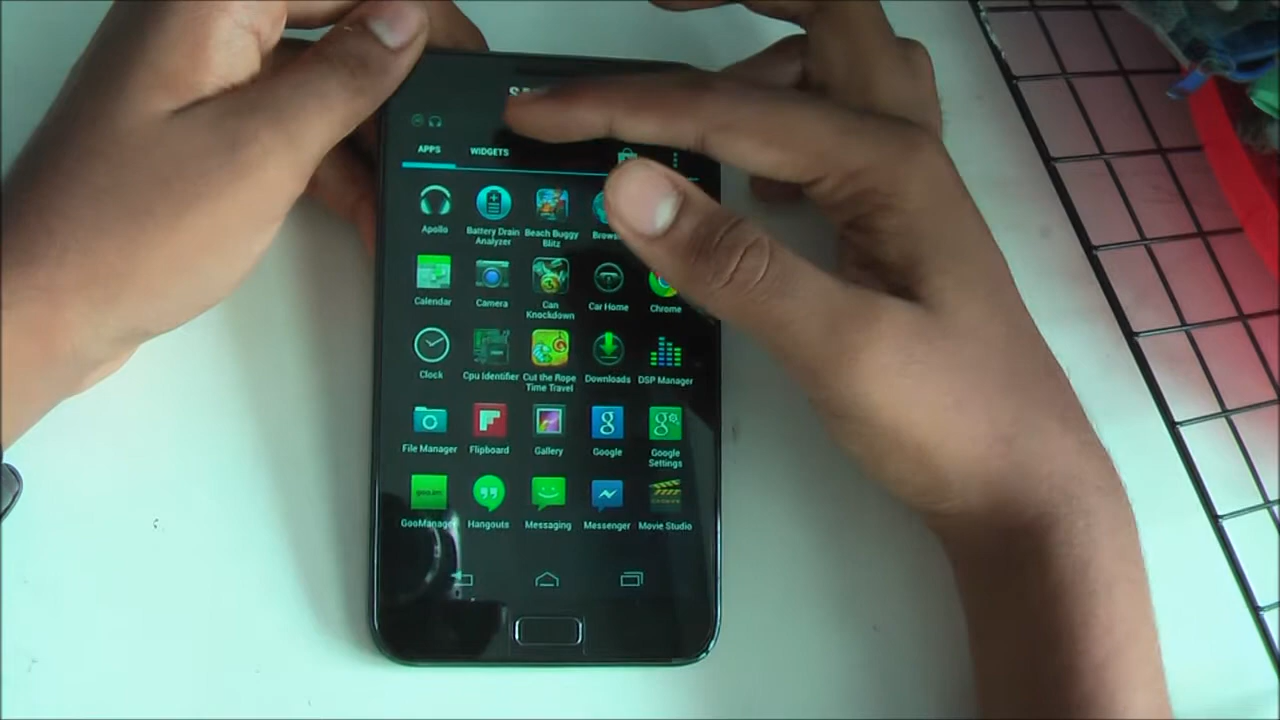 APPS WIDGETS
Apollo Battery Drain Analyzer Beach Buggy Blitz
Calendar Camera Can Knockdown Car Home Chrome
Clock Cpu Identifier Cut the Rope Time Travel Downloads DSP Manager
File Manager Flipboard Gallery Google Google Settings
goo.im
GooManager Hangouts Messaging Messenger Movie Studio